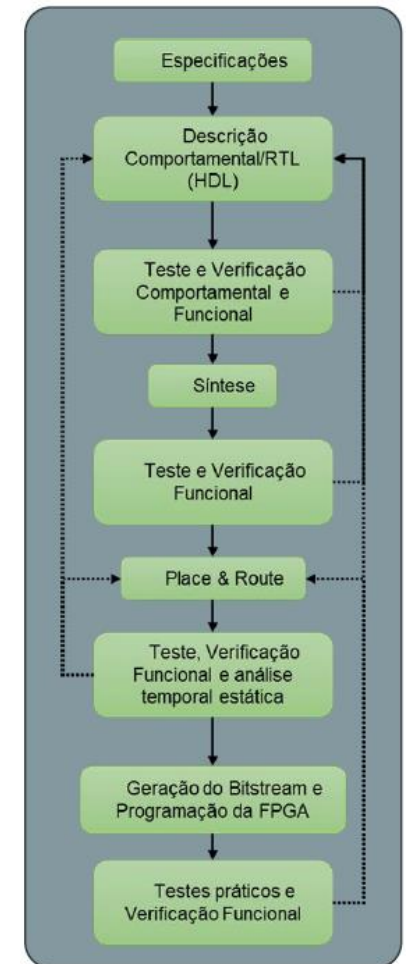 Especificações
Descrição
Comportamental/RTL
(HDL)
Teste e Verificação
Comportamental e
Funcional
Síntese
Teste e Verificação
Funcional
Place & Route
Teste, Verificação
Funcional e análise
temporal estática
Geração do Bitstream e
Programação da FPGA
Testes práticos e
Verificação Funcional